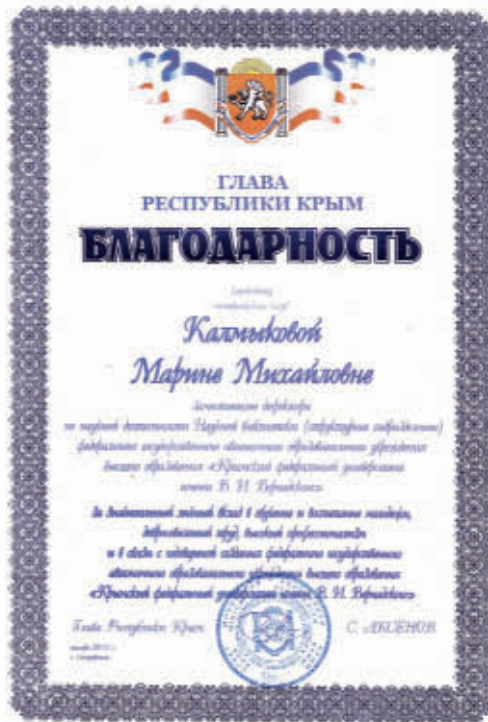 ГЛАВА
РЕСПУБЛИКИ КРЫМ
БЛАГОДАРНОСТЬ
Калмыковой
Марине Михайловне
заместителю директора
по научной деятельности Научной библиотеки (структурное подразделение)
федерального государственного автономного образовательного учреждения
высшего образования «Крымский федеральный университет
имени В. И. Вернадского»
За значительный личный вклад в обучение и воспитание молодежи,
добросовестный труд, высокий профессионализм
и в связи с годовщиной создания федерального государственного
автономного образовательного учреждения высшего образования
«Крымский федеральный университет имени В. И. Вернадского»
Глава Республики Крым С. АКСЕНОВ